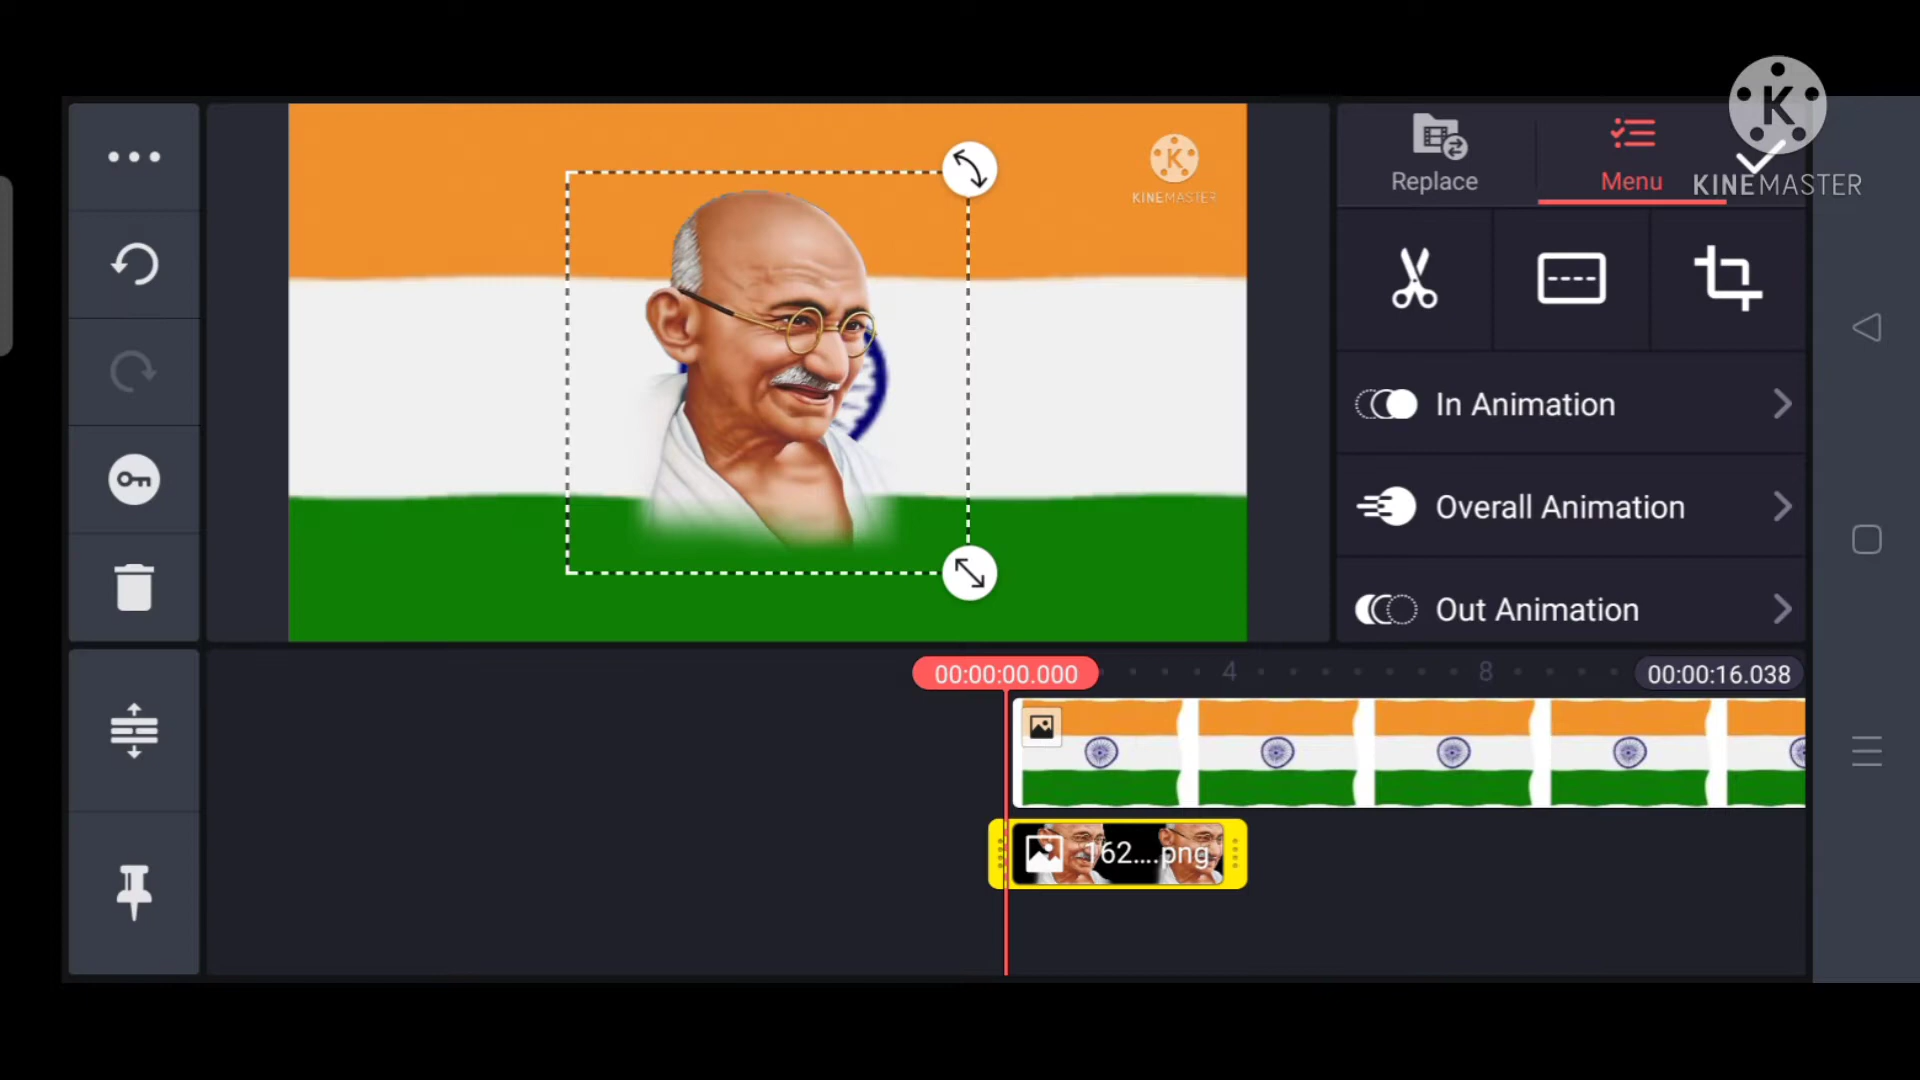 KINEMASTER
Replace
Menu
K
KINEMASTER
K
In Animation
Overall Animation
Out Animation
00:00:00.000
4
8
00:00:16.038
162....png